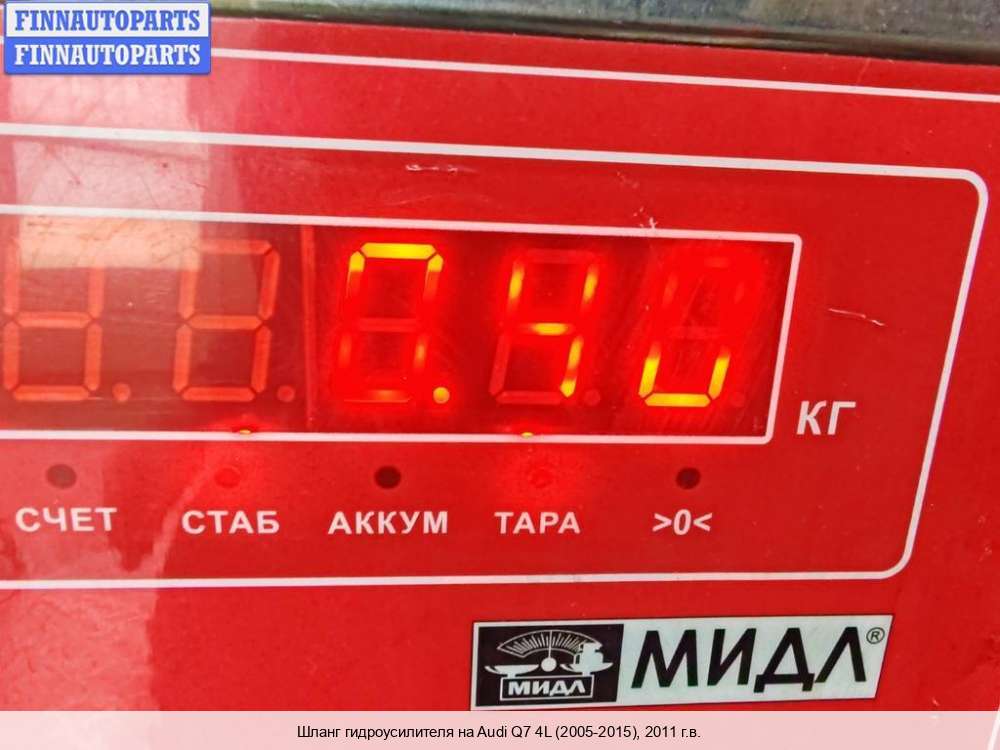 FINNAUTOPARTS
FINNAUTOPARTS
0.40
КГ
СЧЕТ СТАБ АККУМ ТАРА >0<
МИДЛ
МИДЛ®
Шланг гидроусилителя на Audi Q7 4L (2005-2015), 2011 г.в.